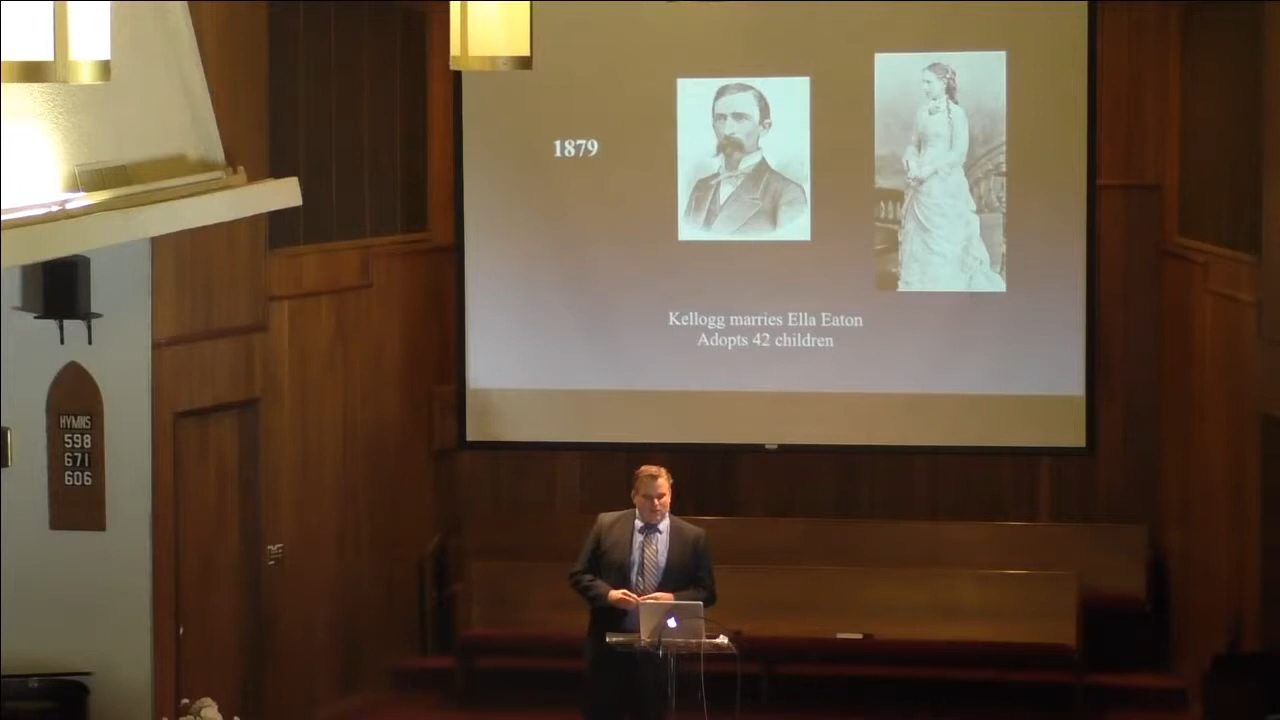 1879
Kellogg marries Ella Eaton
Adopts 42 children
HYMNS
598
671
606